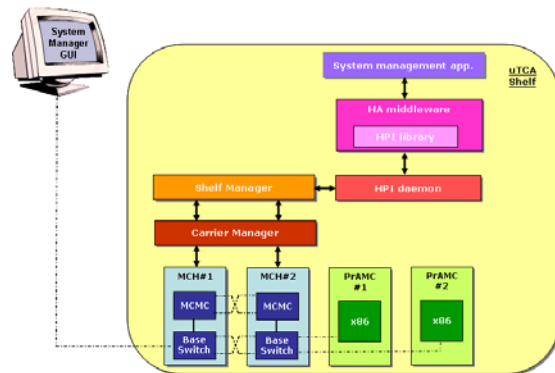 System
Manager
GUI
System management app.
uTCA
Shelf
HA middleware
HPI library
Shelf Manager
HPI daemon
Carrier Manager
MCH#1
MCH#2
PrAMC
#1
PrAMC
#2
MCMC
MCMC
x86
x86
Base
Switch
Base
Switch